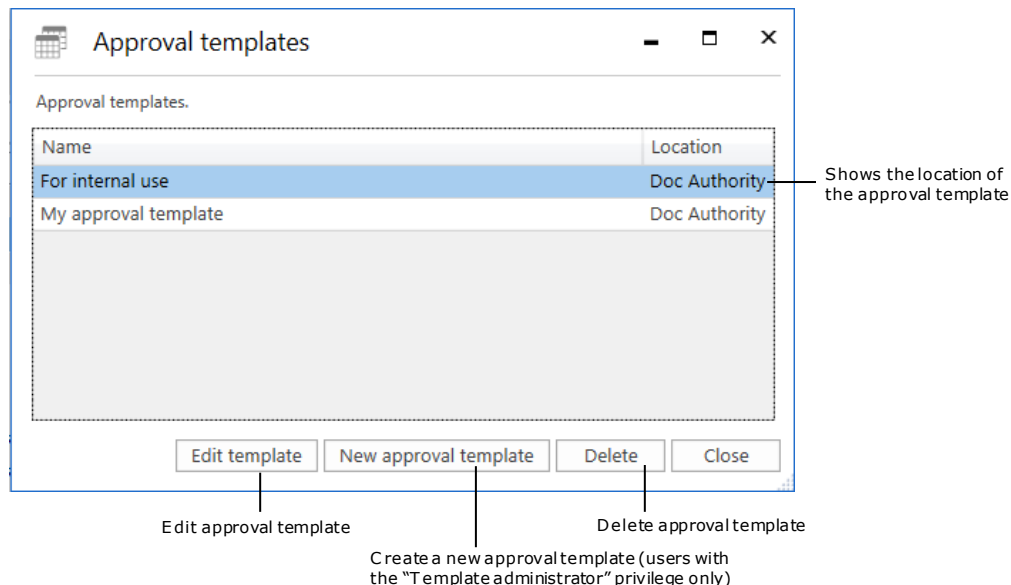 Approval templates
Approval templates.
Name Location
For internal use Doc Authority
My approval template Doc Authority
Shows the location of
the approval template
Edit template New approval template Delete Close
Edit approval template
Delete approval template
Create a new approval template (users with
the “Template administrator” privilege only)